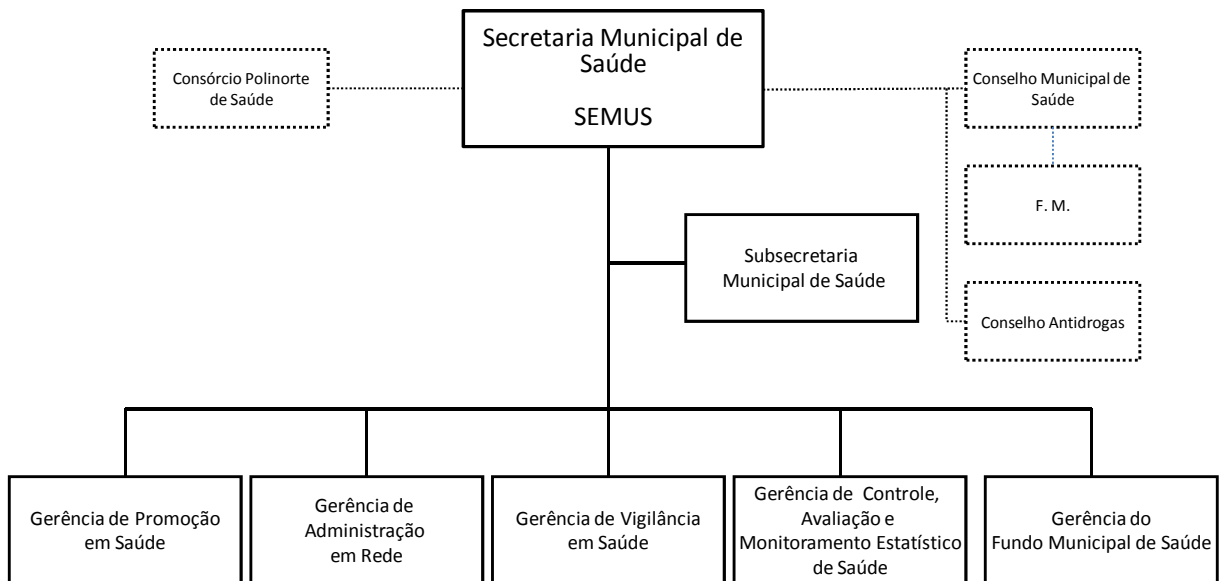 Secretaria Municipal de
Saúde
SEMUS
Consórcio Polinorte
de Saúde
Conselho Municipal de
Saúde
F. M.
Subsecretaria
Municipal de Saúde
Conselho Antidrogas
Gerência de Promoção
em Saúde
Gerência de
Administração
em Rede
Gerência de Vigilância
em Saúde
Gerência de Controle,
Avaliação e
Monitoramento Estatístico
de Saúde
Gerência do
Fundo Municipal de Saúde